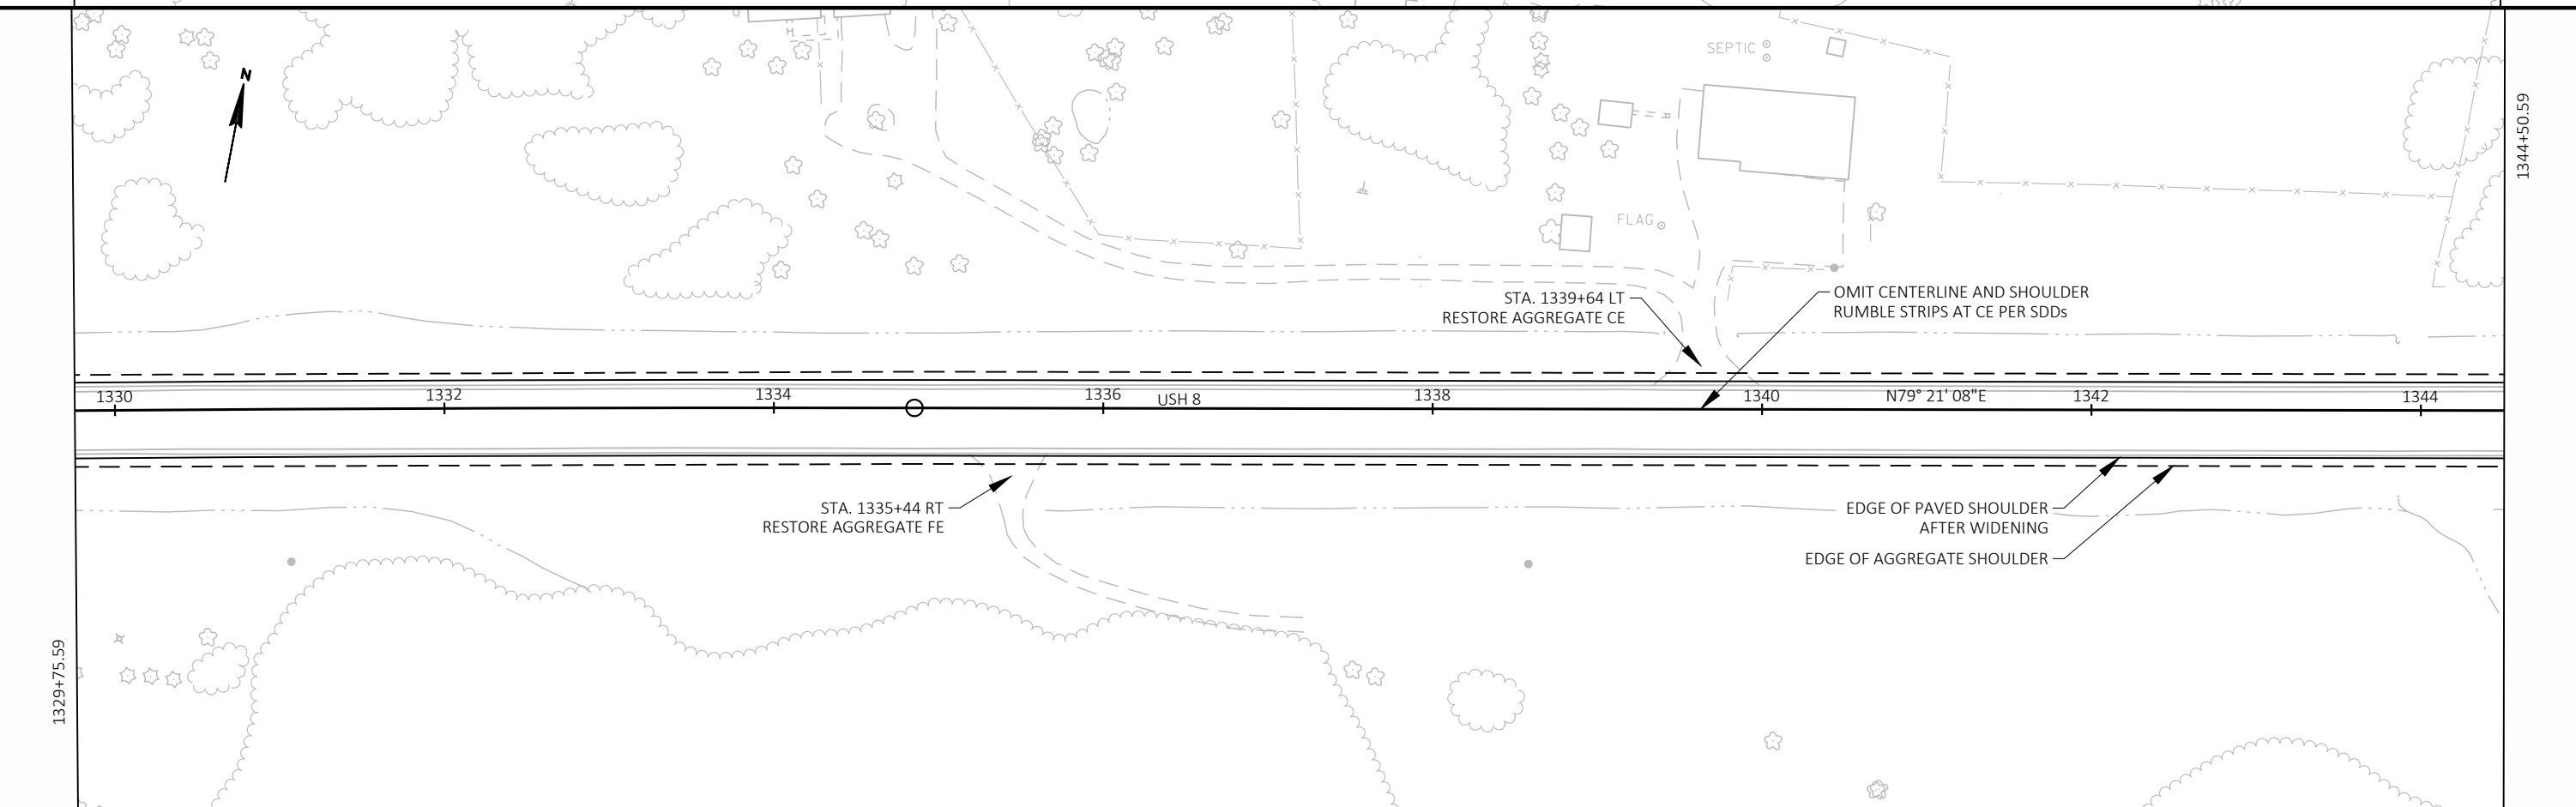 N
SEPTIC
FLAG
1344+50.59
STA. 1339+64 LT
RESTORE AGGREGATE CE
OMIT CENTERLINE AND SHOULDER
RUMBLE STRIPS AT CE PER SDDs
1330
1332
1334
1336
USH 8
1338
1340
N79° 21' 08"E
1342
1344
STA. 1335+44 RT
RESTORE AGGREGATE FE
EDGE OF PAVED SHOULDER
AFTER WIDENING
EDGE OF AGGREGATE SHOULDER
1329+75.59